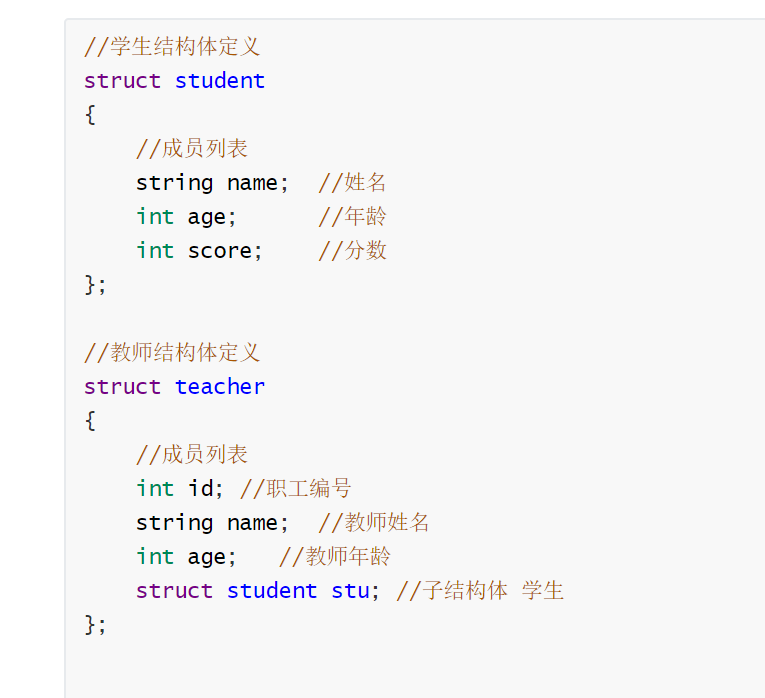 //学生结构体定义
struct student
{
    //成员列表
    string name;  //姓名
    int age;      //年龄
    int score;    //分数
};

//教师结构体定义
struct teacher
{
    //成员列表
    int id; //职工编号
    string name;  //教师姓名
    int age;   //教师年龄
    struct student stu; //子结构体 学生
};